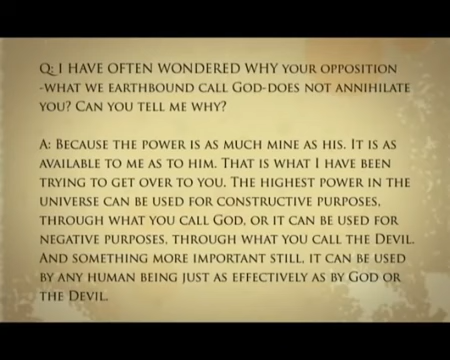 Q: I HAVE OFTEN WONDERED WHY YOUR OPPOSITION
-WHAT WE EARTHBOUND CALL GOD-DOES NOT ANNIHILATE
YOU? CAN YOU TELL ME WHY?
A: BECAUSE THE POWER IS AS MUCH MINE AS HIS. IT IS AS
AVAILABLE TO ME AS TO HIM. THAT IS WHAT I HAVE BEEN
TRYING TO GET OVER TO YOU. THE HIGHEST POWER IN THE
UNIVERSE CAN BE USED FOR CONSTRUCTIVE PURPOSES,
THROUGH WHAT YOU CALL GOD, OR IT CAN BE USED FOR
NEGATIVE PURPOSES, THROUGH WHAT YOU CALL THE DEVIL.
AND SOMETHING MORE IMPORTANT STILL, IT CAN BE USED
BY ANY HUMAN BEING JUST AS EFFECTIVELY AS BY GOD OR
THE DEVIL.